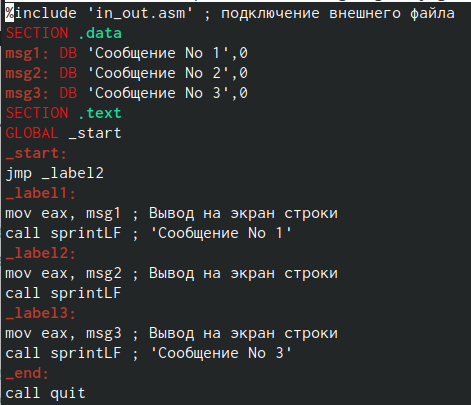 %include 'in_out.asm' ; подключение внешнего файла
SECTION .data
msg1: DB 'Сообщение No 1',0
msg2: DB 'Сообщение No 2',0
msg3: DB 'Сообщение No 3',0
SECTION .text
GLOBAL _start
_start:
jmp _label2
_label1:
mov eax, msg1 ; Вывод на экран строки
call sprintLF ; 'Сообщение No 1'
_label2:
mov eax, msg2 ; Вывод на экран строки
call sprintLF
_label3:
mov eax, msg3 ; Вывод на экран строки
call sprintLF ; 'Сообщение No 3'
_end:
call quit